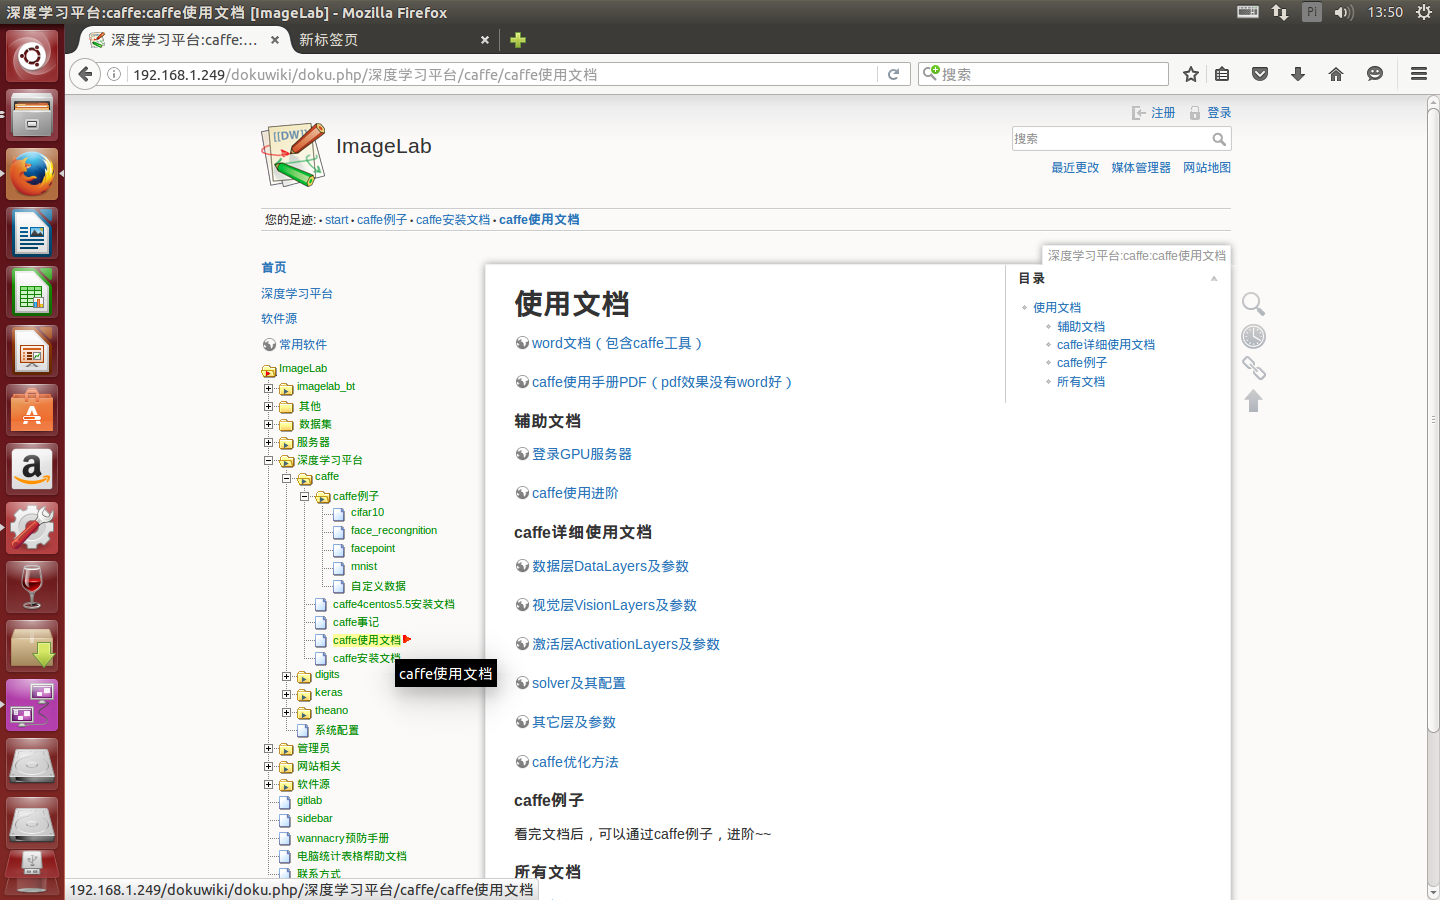 深度学习平台:caffe:caffe使用文档 [ImageLab] - Mozilla Firefox
Pi
13:50
深度学习平台:caffe:...
新标签页
192.168.1.249/dokuwiki/doku.php/深度学习平台/caffe/caffe使用文档
搜索
注册
登录
[[DW]]
ImageLab
搜索
最近更改 媒体管理器 网站地图
您的足迹: • start • caffe例子 • caffe安装文档 • caffe使用文档
深度学习平台:caffe:caffe使用文档
首页
深度学习平台
软件源
常用软件
ImageLab
imagelab_bt
其他
数据集
服务器
深度学习平台
caffe
caffe例子
cifar10
face_recongnition
facepoint
mnist
自定义数据
caffe4centos5.5安装文档
caffe事记
caffe使用文档
caffe安装文档
caffe使用文档
digits
keras
theano
系统配置
管理员
网站相关
软件源
gitlab
sidebar
wannacry预防手册
电脑统计表格帮助文档
联系方式
使用文档
word文档（包含caffe工具）
caffe使用手册PDF（pdf效果没有word好）
辅助文档
登录GPU服务器
caffe使用进阶
caffe详细使用文档
数据层DataLayers及参数
视觉层VisionLayers及参数
激活层ActivationLayers及参数
solver及其配置
其它层及参数
caffe优化方法
caffe例子
看完文档后，可以通过caffe例子，进阶~~
所有文档
目录
使用文档
辅助文档
caffe详细使用文档
caffe例子
所有文档
192.168.1.249/dokuwiki/doku.php/深度学习平台/caffe/caffe使用文档